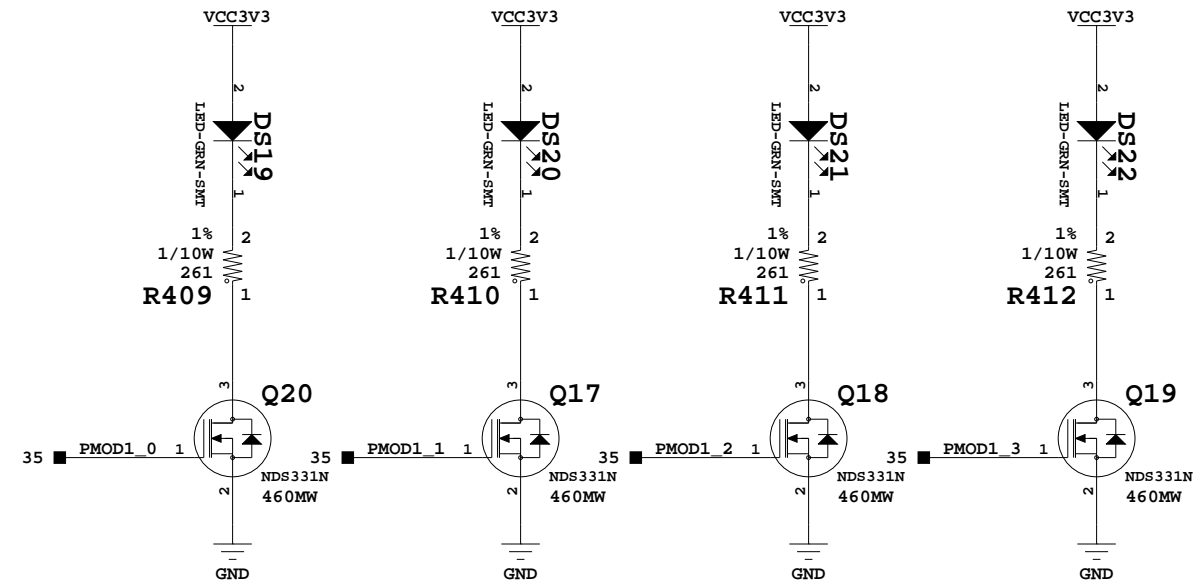 VCC3V3 VCC3V3 VCC3V3 VCC3V3
2 2 2 2
LED-GRN-SMT DS19 LED-GRN-SMT DS20 LED-GRN-SMT DS21 LED-GRN-SMT DS22
1 1 1 1
1% 2 1% 2 1% 2 1% 2
1/10W 1/10W 1/10W 1/10W
261 261 261 261
R409 1 R410 1 R411 1 R412 1
3 Q20 3 Q17 3 Q18 3 Q19
35 PMOD1_0 1 35 PMOD1_1 1 35 PMOD1_2 1 35 PMOD1_3 1
NDS331N NDS331N NDS331N NDS331N
2 460MW 2 460MW 2 460MW 2 460MW
GND GND GND GND